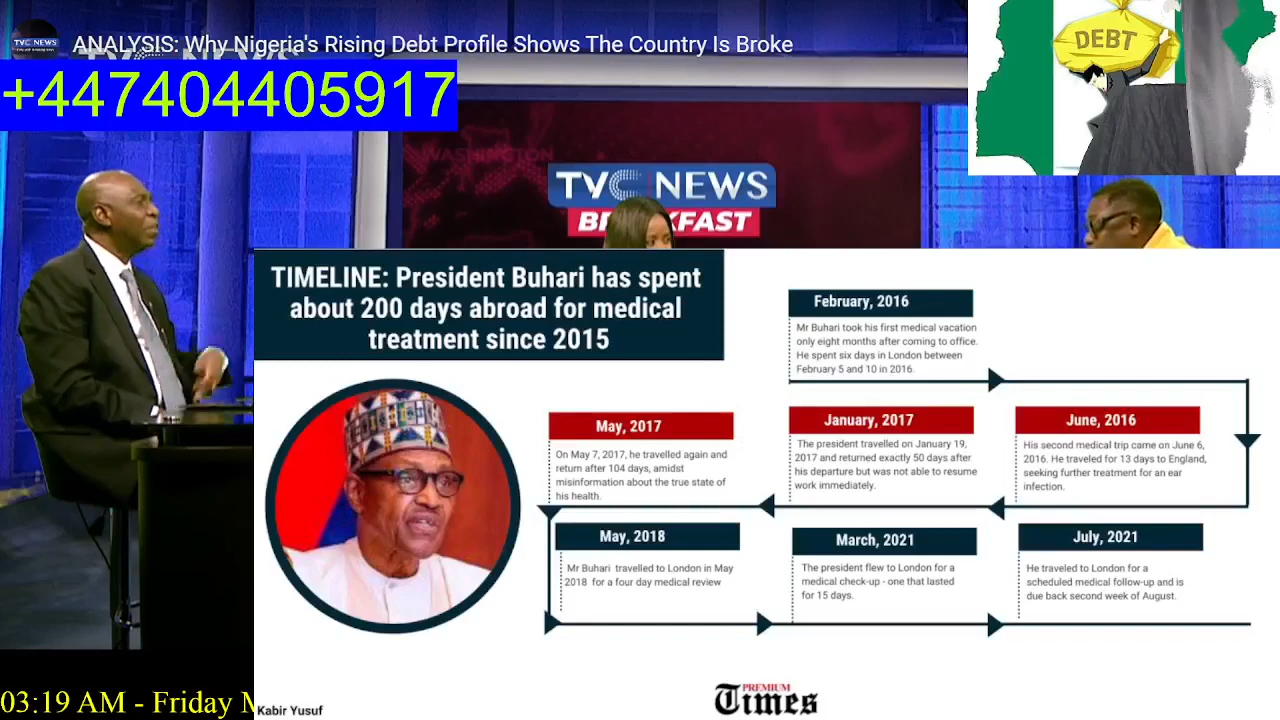 TVC NEWS
ANALYSIS: Why Nigeria's Rising Debt Profile Shows The Country Is Broke
DEBT
+447404405917
WASHINGTON
TVC NEWS
TIMELINE: President Buhari has spent
about 200 days abroad for medical
treatment since 2015
February, 2016
Mr Buhari took his first medical vacation
only eight months after coming to office.
He spent six days in London between
February 5 and 10 in 2016.
May, 2017
On May 7, 2017, he travelled again and
return after 104 days, amidst
misinformation about the true state of
his health.
January, 2017
The president travelled on January 19,
2017 and returned exactly 50 days after
his departure but was not able to resume
work immediately.
June, 2016
His second medical trip came on June 6,
2016. He traveled for 13 days to England,
seeking further treatment for an ear
infection.
May, 2018
Mr Buhari travelled to London in May
2018 for a four day medical review
March, 2021
The president flew to London for a
medical check-up - one that lasted
for 15 days.
July, 2021
He traveled to London for a
scheduled medical follow-up and is
due back second week of August.
03:19 AM - Friday M
Kabir Yusuf
PREMIUM
Times